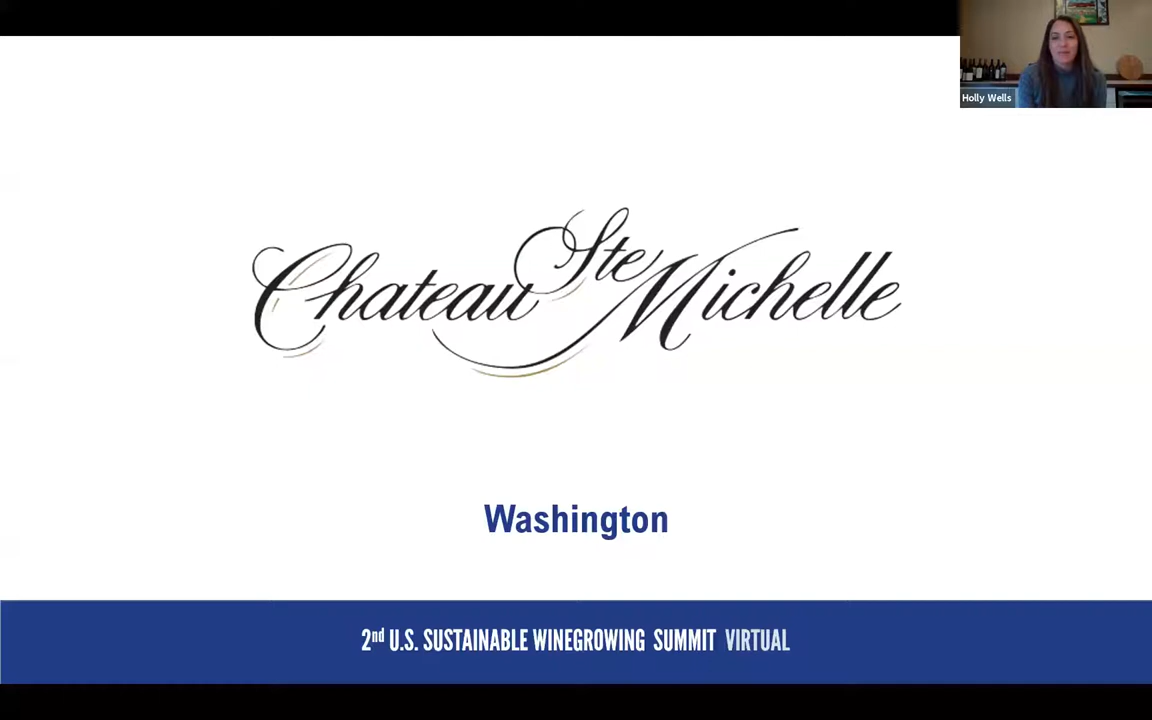 Holly Wells
Chateau Ste Michelle
Washington
2nd U.S. SUSTAINABLE WINEGROWING SUMMIT VIRTUAL